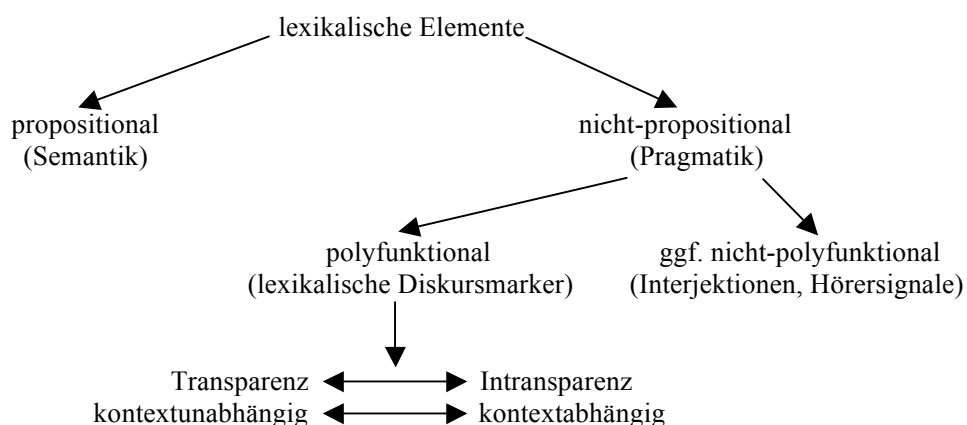 lexikalische Elemente
propositional
(Semantik)
nicht-propositional
(Pragmatik)
polyfunktional
(lexikalische Diskursmarker)
ggf. nicht-polyfunktional
(Interjektionen, Hörersignale)
Transparenz Intransparenz
kontextunabhängig kontextabhängig